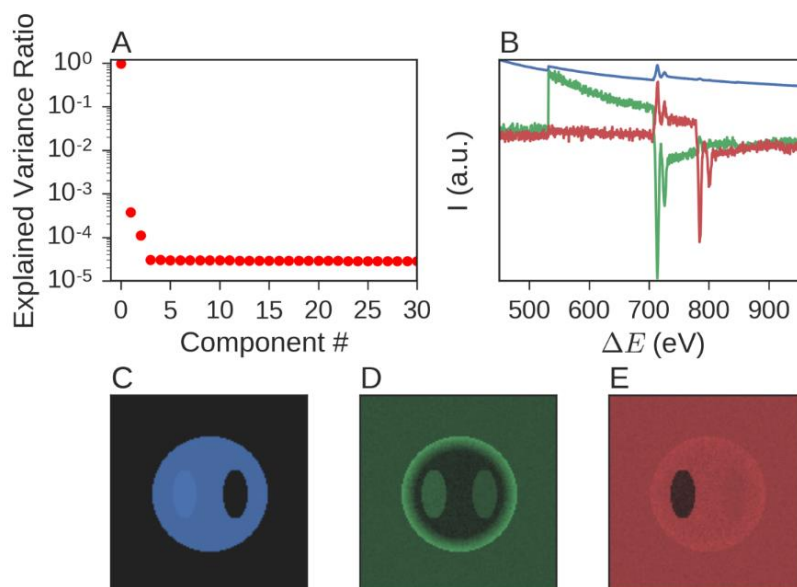 A
Explained Variance Ratio
10⁰
10⁻¹
10⁻²
10⁻³
10⁻⁴
10⁻⁵
0 5 10 15 20 25 30
Component #
B
I (a.u.)
500 600 700 800 900
ΔE (eV)
C
D
E